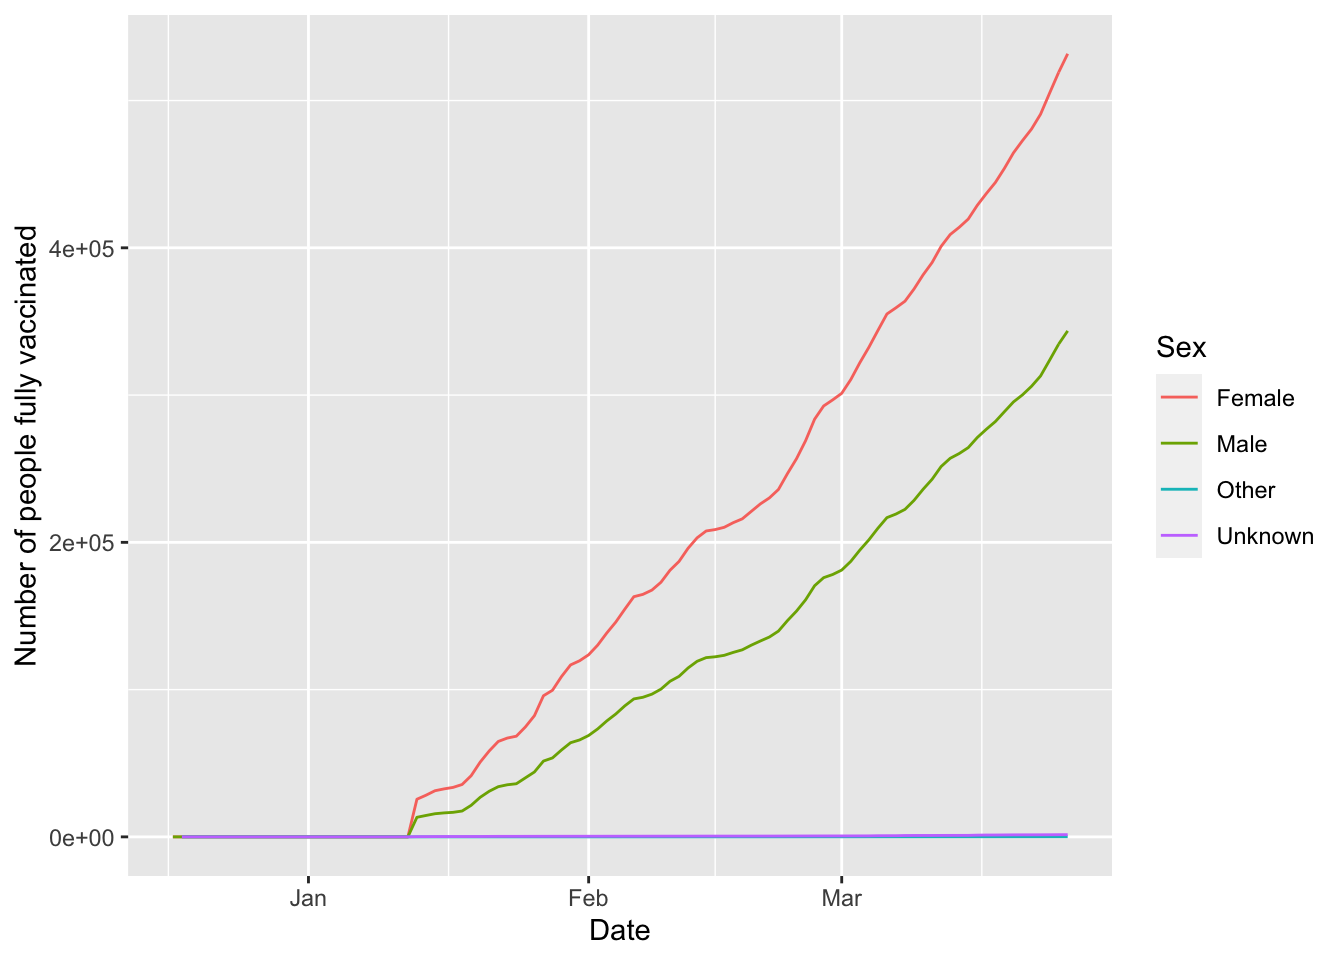 Number of people fully vaccinated
4e+05
2e+05
0e+00
Jan Feb Mar
Date
Sex
Female
Male
Other
Unknown